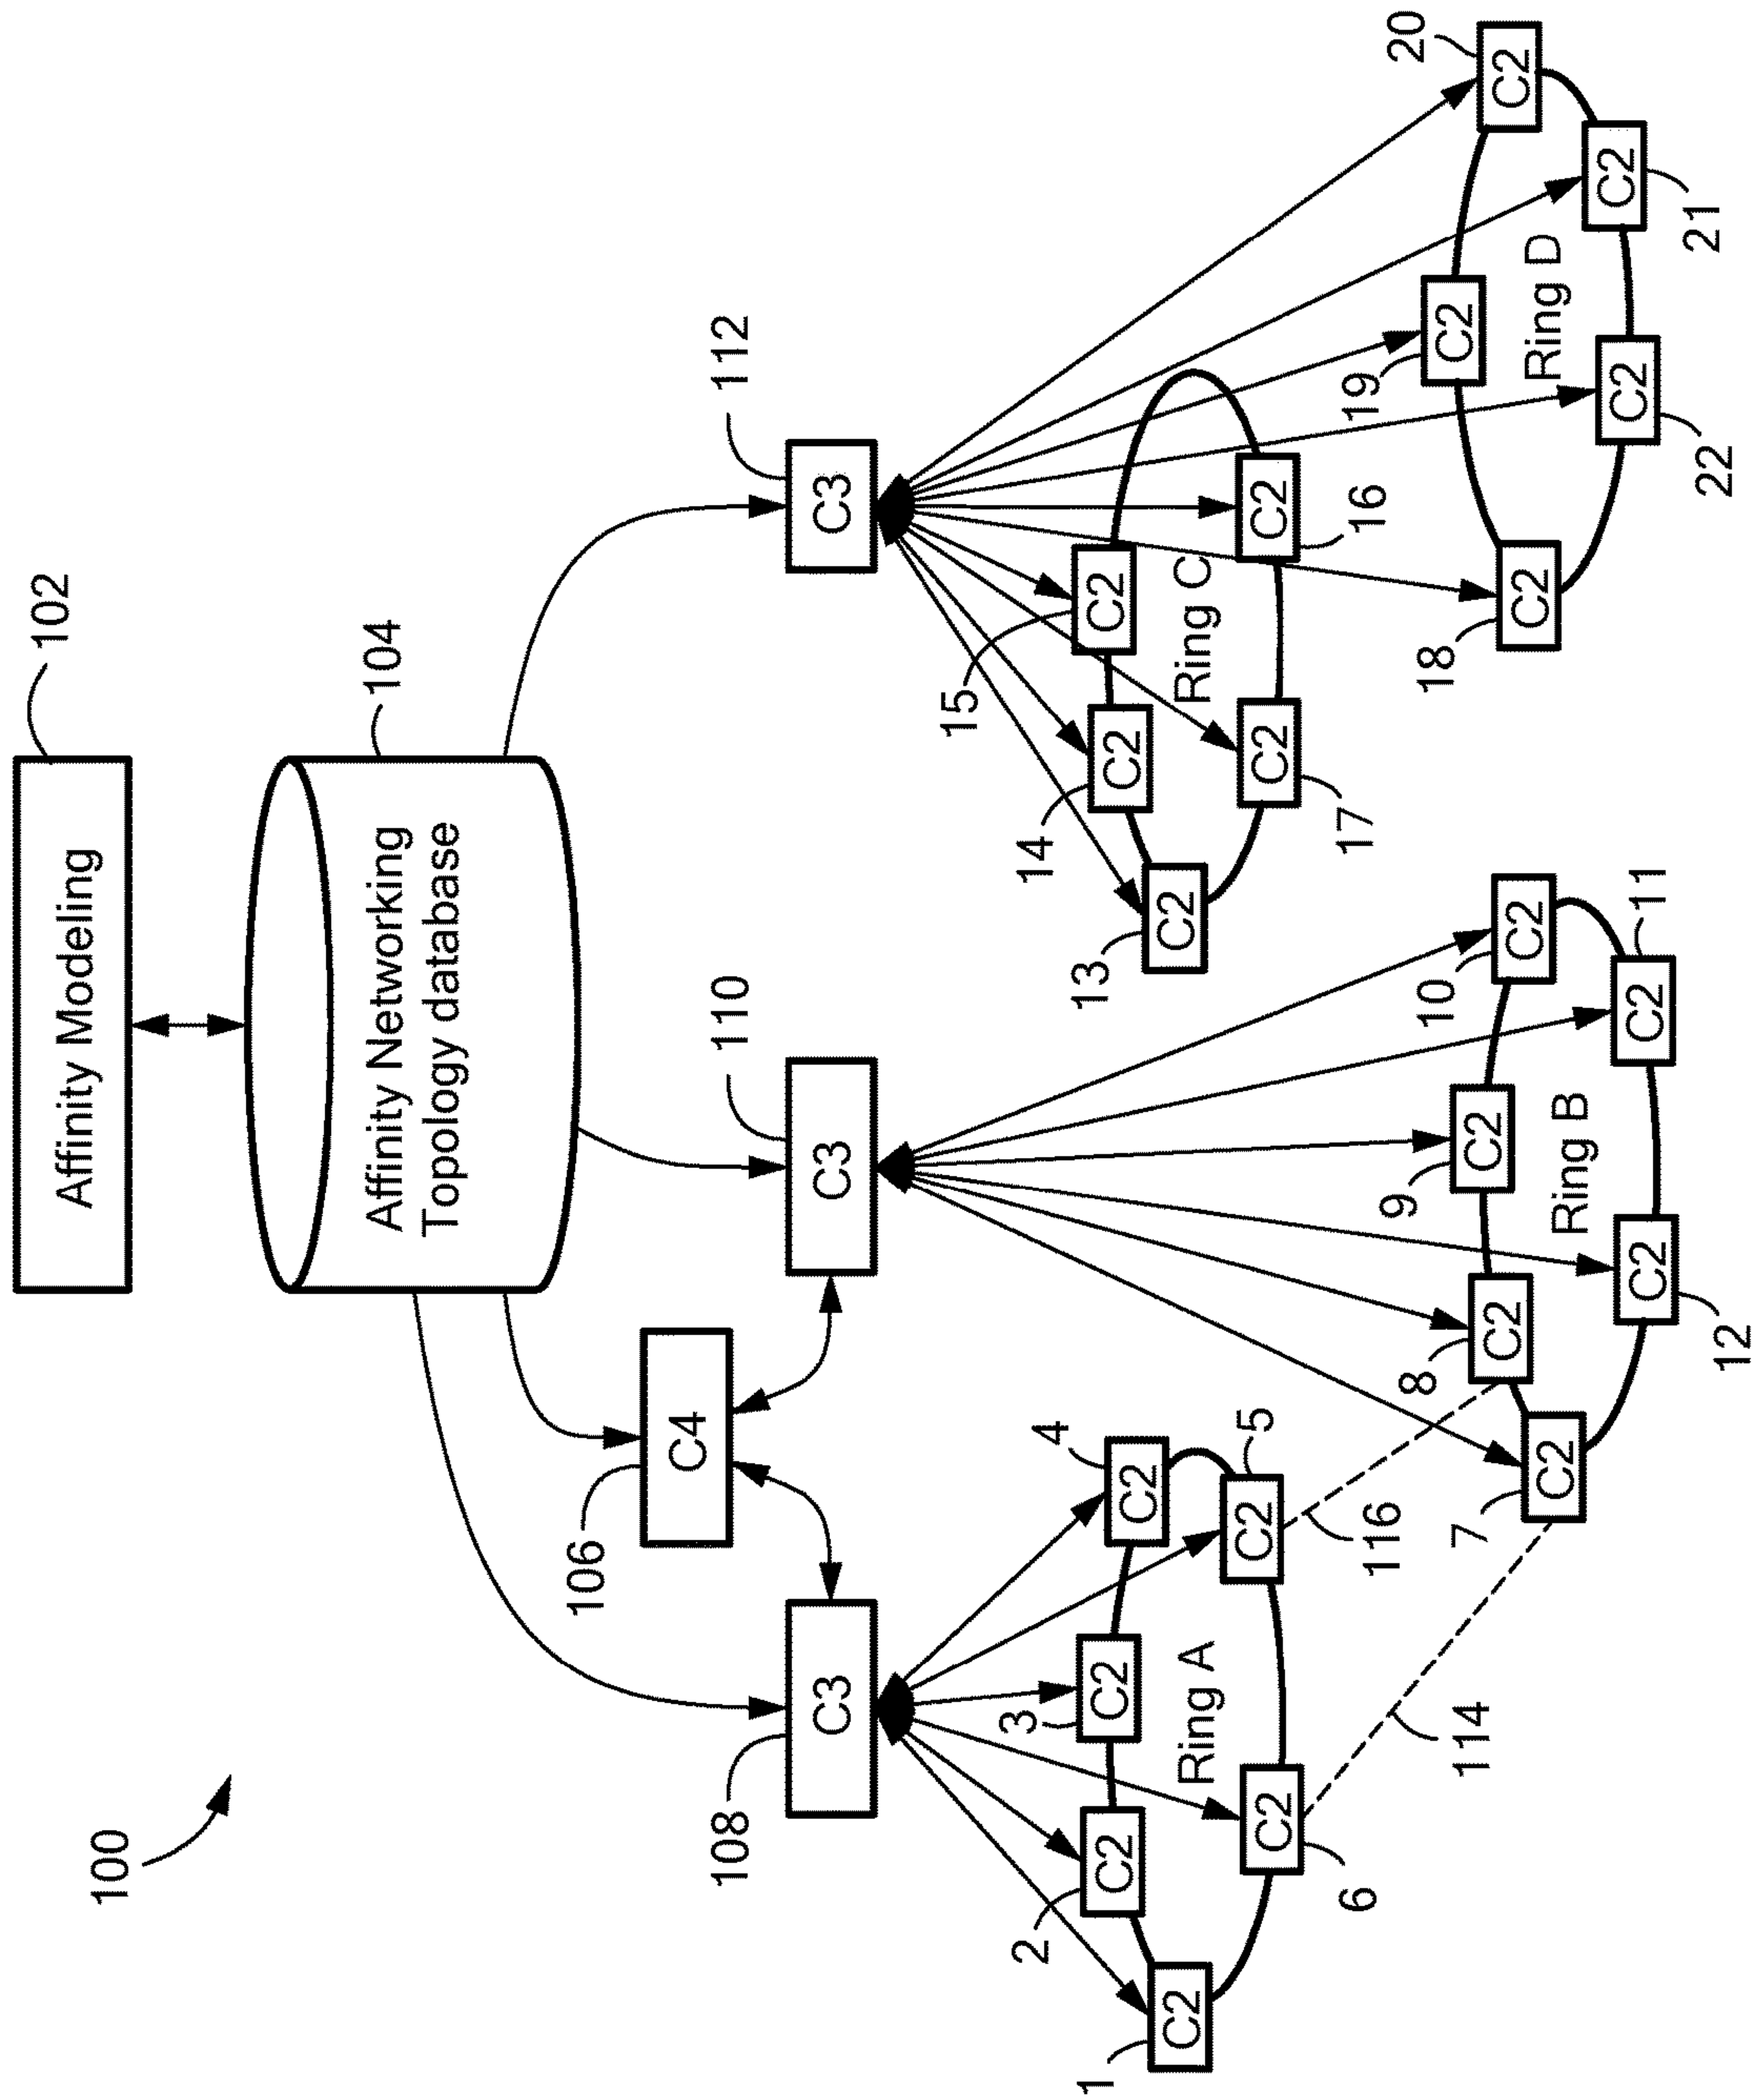 100
Affinity Modeling
102
Affinity Networking
Topology database
104
C4
106
C3
108
C3
110
C3
112
C2
1
C2
2
C2
3
C2
4
C2
5
C2
6
Ring A
114
116
C2
7
C2
8
C2
9
C2
10
C2
11
C2
12
Ring B
C2
13
C2
14
C2
15
C2
16
C2
17
Ring C
C2
18
C2
19
C2
20
C2
21
C2
22
Ring D